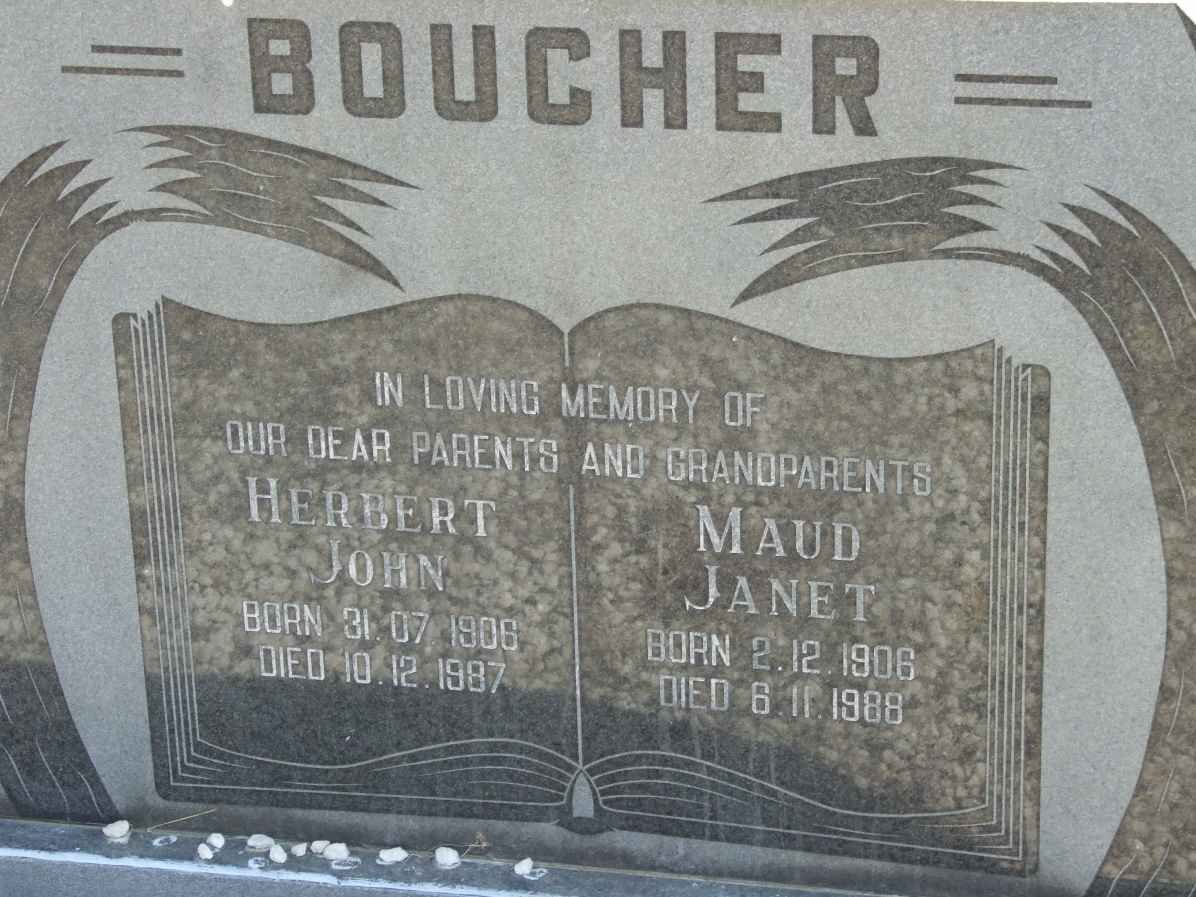 BOUCHER
IN LOVING MEMORY OF
OUR DEAR PARENTS AND GRANDPARENTS
HERBERT
JOHN
BORN 31.07.1906
DIED 10.12.1987
MAUD
JANET
BORN 2.12.1906
DIED 6.11.1988